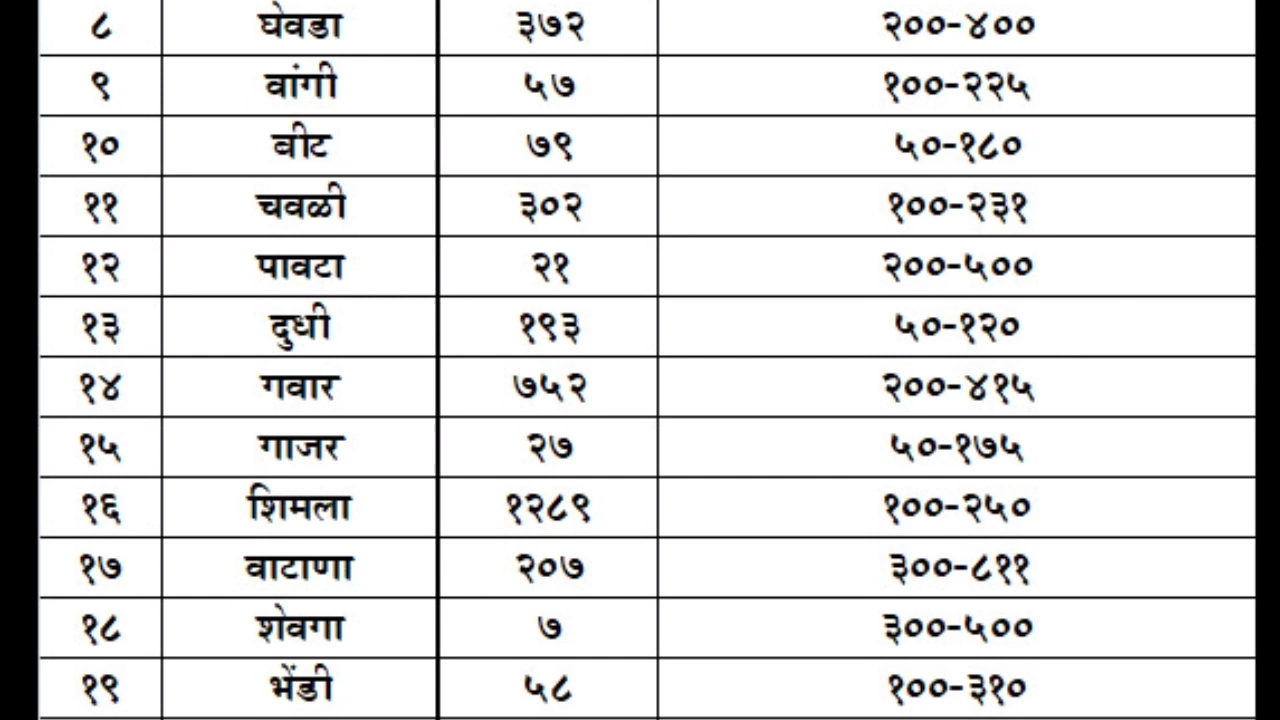 ८ घेवडा ३७२ २००-४००
९ वांगी ५७ १००-२२५
१० बीट ७९ ५०-१८०
११ चवळी ३०२ १००-२३१
१२ पावटा २१ २००-५००
१३ दुधी १९३ ५०-१२०
१४ गवार ७५२ २००-४१५
१५ गाजर २७ ५०-१७५
१६ शिमला १२८९ १००-२५०
१७ वाटाणा २०७ ३००-८११
१८ शेवगा ७ ३००-५००
१९ भेंडी ५८ १००-३१०